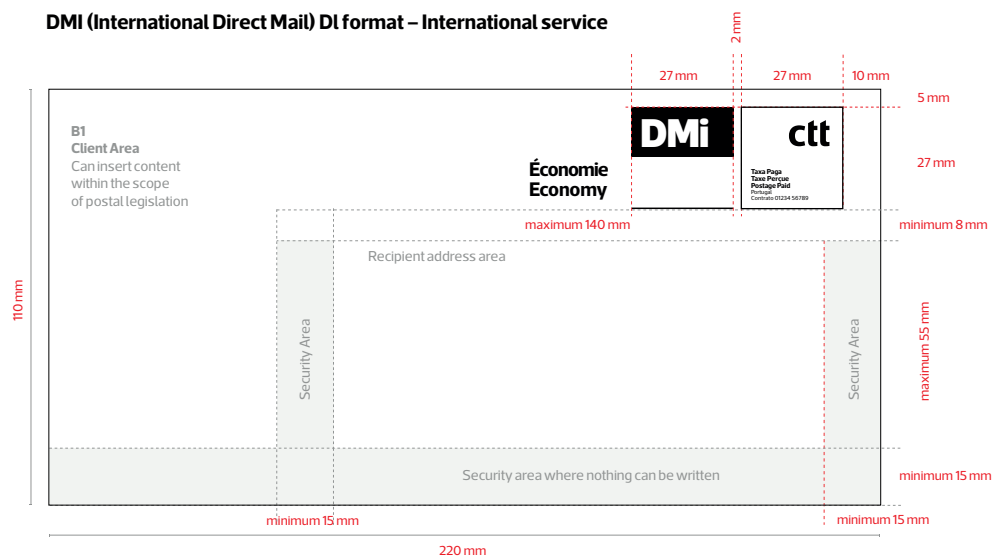 DMI (International Direct Mail) Dl format – International service
2 mm
27 mm
27 mm
10 mm
5 mm
B1
Client Area
Can insert content
within the scope
of postal legislation
DMi
ctt
27 mm
Économie
Economy
Taxa Paga
Taxe Perçue
Postage Paid
Portugal
Contrato 01234 56789
maximum 140 mm
minimum 8 mm
Recipient address area
110 mm
Security Area
Security Area
maximum 55 mm
Security area where nothing can be written
minimum 15 mm
minimum 15 mm
minimum 15 mm
220 mm